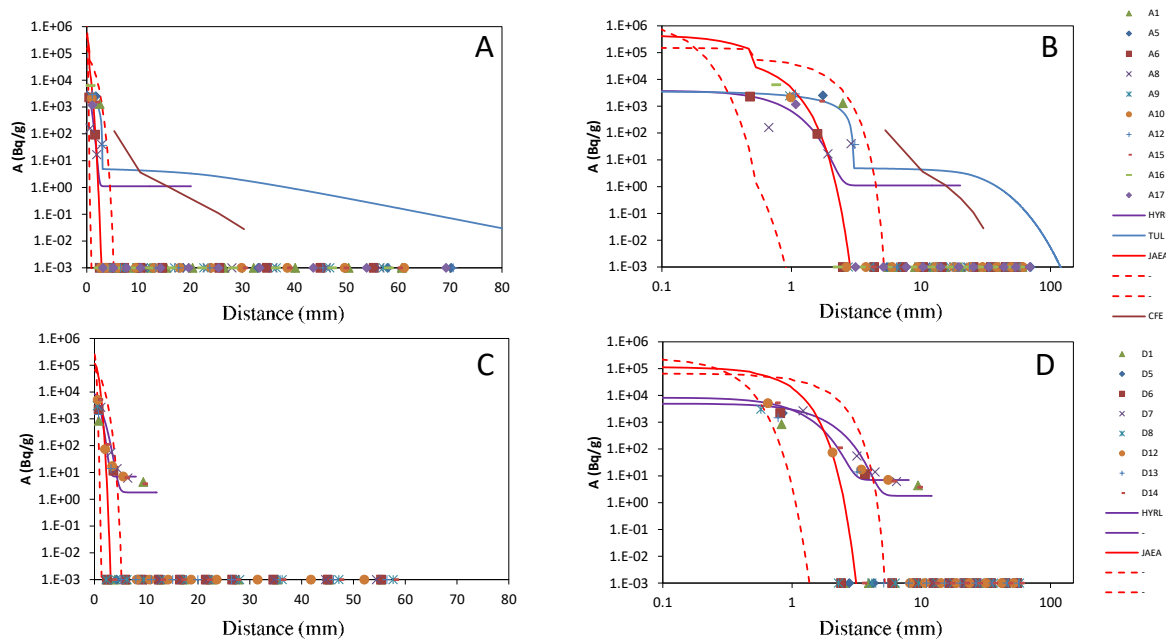 A
A (Bq/g)
1.E+06
1.E+05
1.E+04
1.E+03
1.E+02
1.E+01
1.E+00
1.E-01
1.E-02
1.E-03
0 10 20 30 40 50 60 70 80
Distance (mm)
B
A (Bq/g)
1.E+06
1.E+05
1.E+04
1.E+03
1.E+02
1.E+01
1.E+00
1.E-01
1.E-02
1.E-03
0.1 1 10 100
Distance (mm)
A1
A5
A6
A8
A9
A10
A12
A15
A16
A17
HYRL
TUL
JAEA
-
-
CFE
C
A (Bq/g)
1.E+06
1.E+05
1.E+04
1.E+03
1.E+02
1.E+01
1.E+00
1.E-01
1.E-02
1.E-03
0 10 20 30 40 50 60 70 80
Distance (mm)
D
A (Bq/g)
1.E+06
1.E+05
1.E+04
1.E+03
1.E+02
1.E+01
1.E+00
1.E-01
1.E-02
1.E-03
0.1 1 10 100
Distance (mm)
D1
D5
D6
D7
D8
D12
D13
D14
HYRL
-
JAEA
-
-